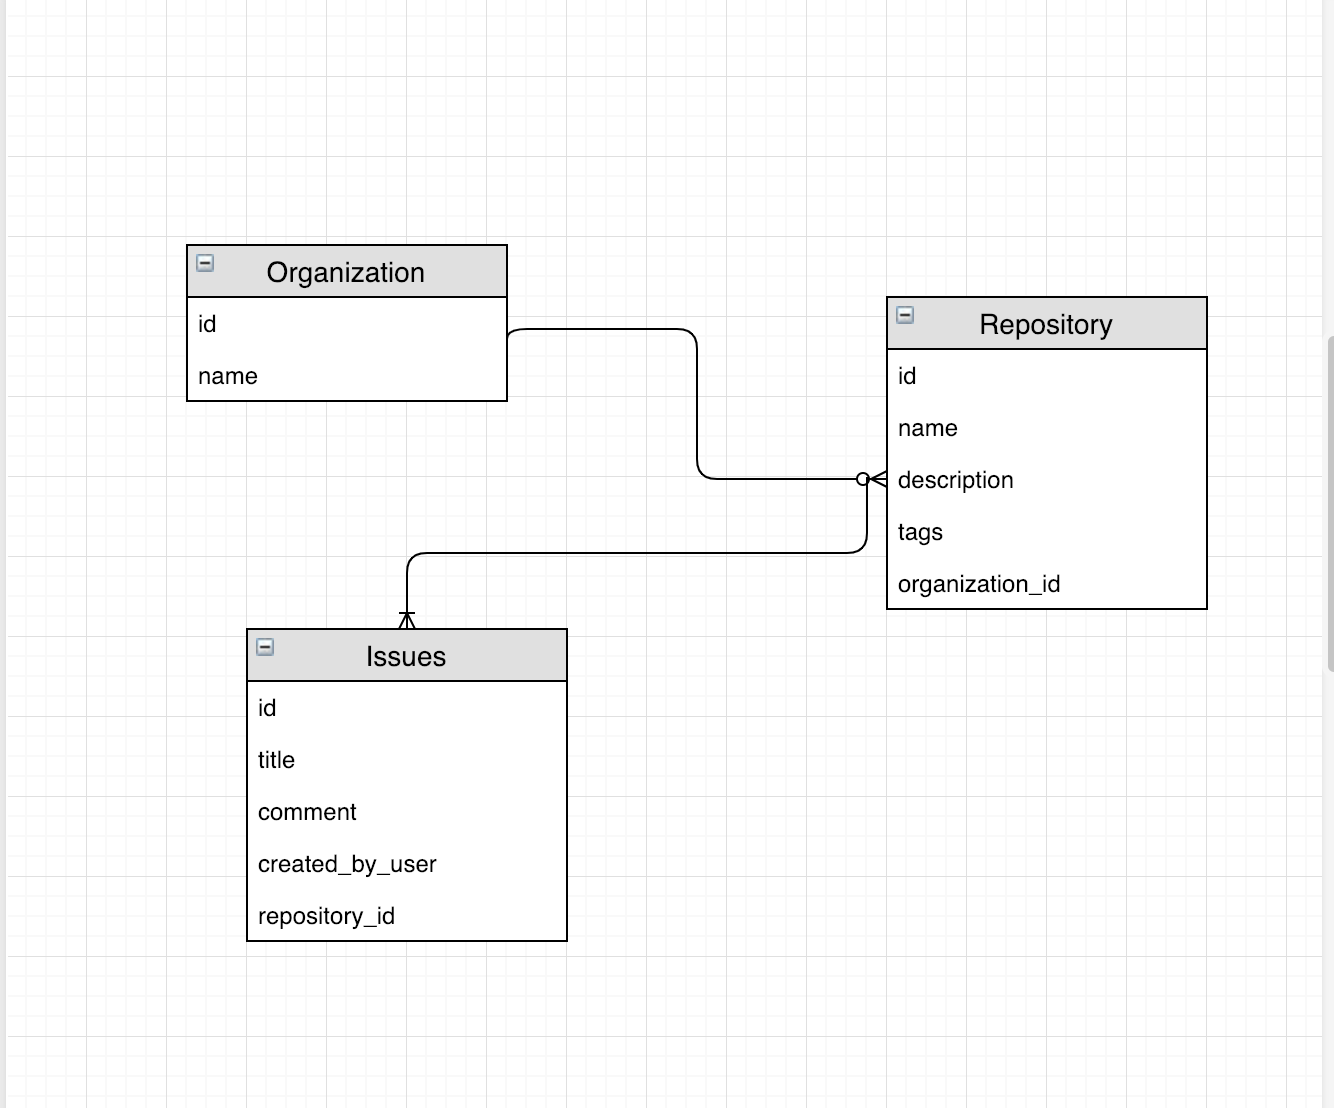 Organization
id
name
Repository
id
name
description
tags
organization_id
Issues
id
title
comment
created_by_user
repository_id